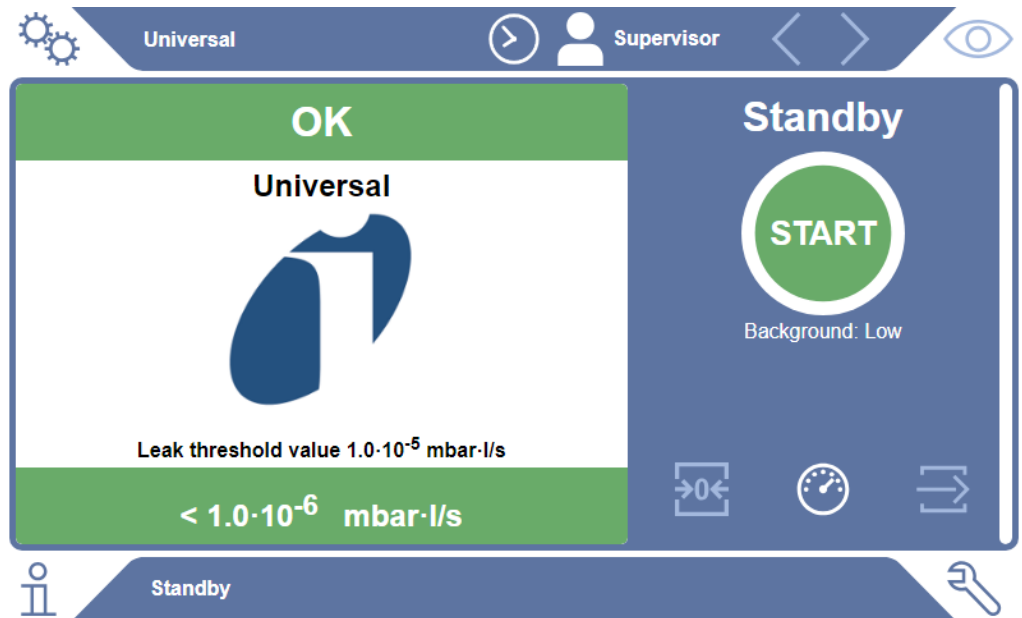 Universal
Supervisor
OK
Universal
Leak threshold value 1.0·10⁻⁵ mbar·l/s
< 1.0·10⁻⁶ mbar·l/s
Standby
START
Background: Low
→0←
Standby